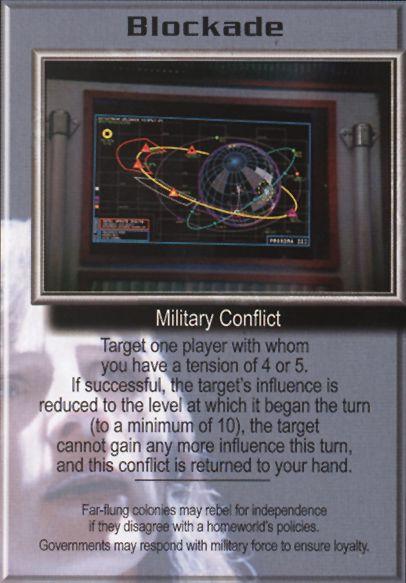 Blockade
PROXIMA III
Military Conflict
Target one player with whom
you have a tension of 4 or 5.
If successful, the target's influence is
reduced to the level at which it began the turn
(to a minimum of 10), the target
cannot gain any more influence this turn,
and this conflict is returned to your hand.
Far-flung colonies may rebel for independence
if they disagree with a homeworld's policies.
Governments may respond with military force to ensure loyalty.